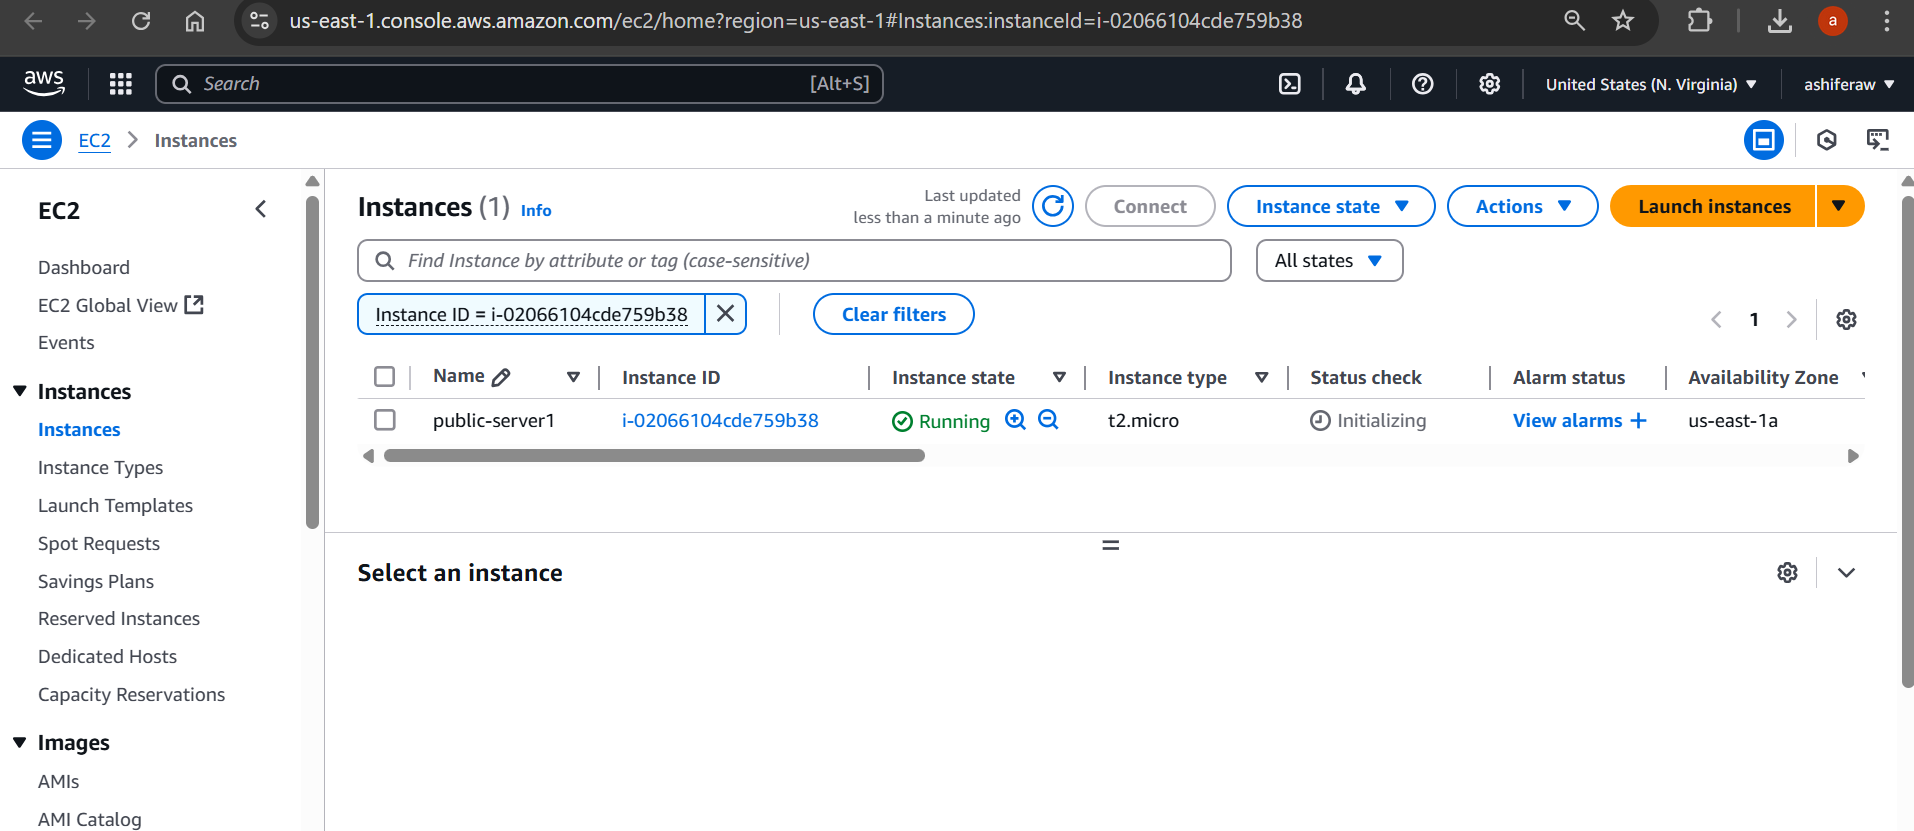 us-east-1.console.aws.amazon.com/ec2/home?region=us-east-1#Instances:instanceId=i-02066104cde759b38
a
aws
Search
[Alt+S]
United States (N. Virginia)
ashiferaw
EC2
Instances
EC2
Dashboard
EC2 Global View
Events
Instances
Instances
Instance Types
Launch Templates
Spot Requests
Savings Plans
Reserved Instances
Dedicated Hosts
Capacity Reservations
Images
AMIs
AMI Catalog
Instances (1) Info
Last updated
less than a minute ago
Connect
Instance state
Actions
Launch instances
Find Instance by attribute or tag (case-sensitive)
All states
Instance ID = i-02066104cde759b38
Clear filters
1
Name Instance ID Instance state Instance type Status check Alarm status Availability Zone
public-server1 i-02066104cde759b38 Running t2.micro Initializing View alarms + us-east-1a
Select an instance